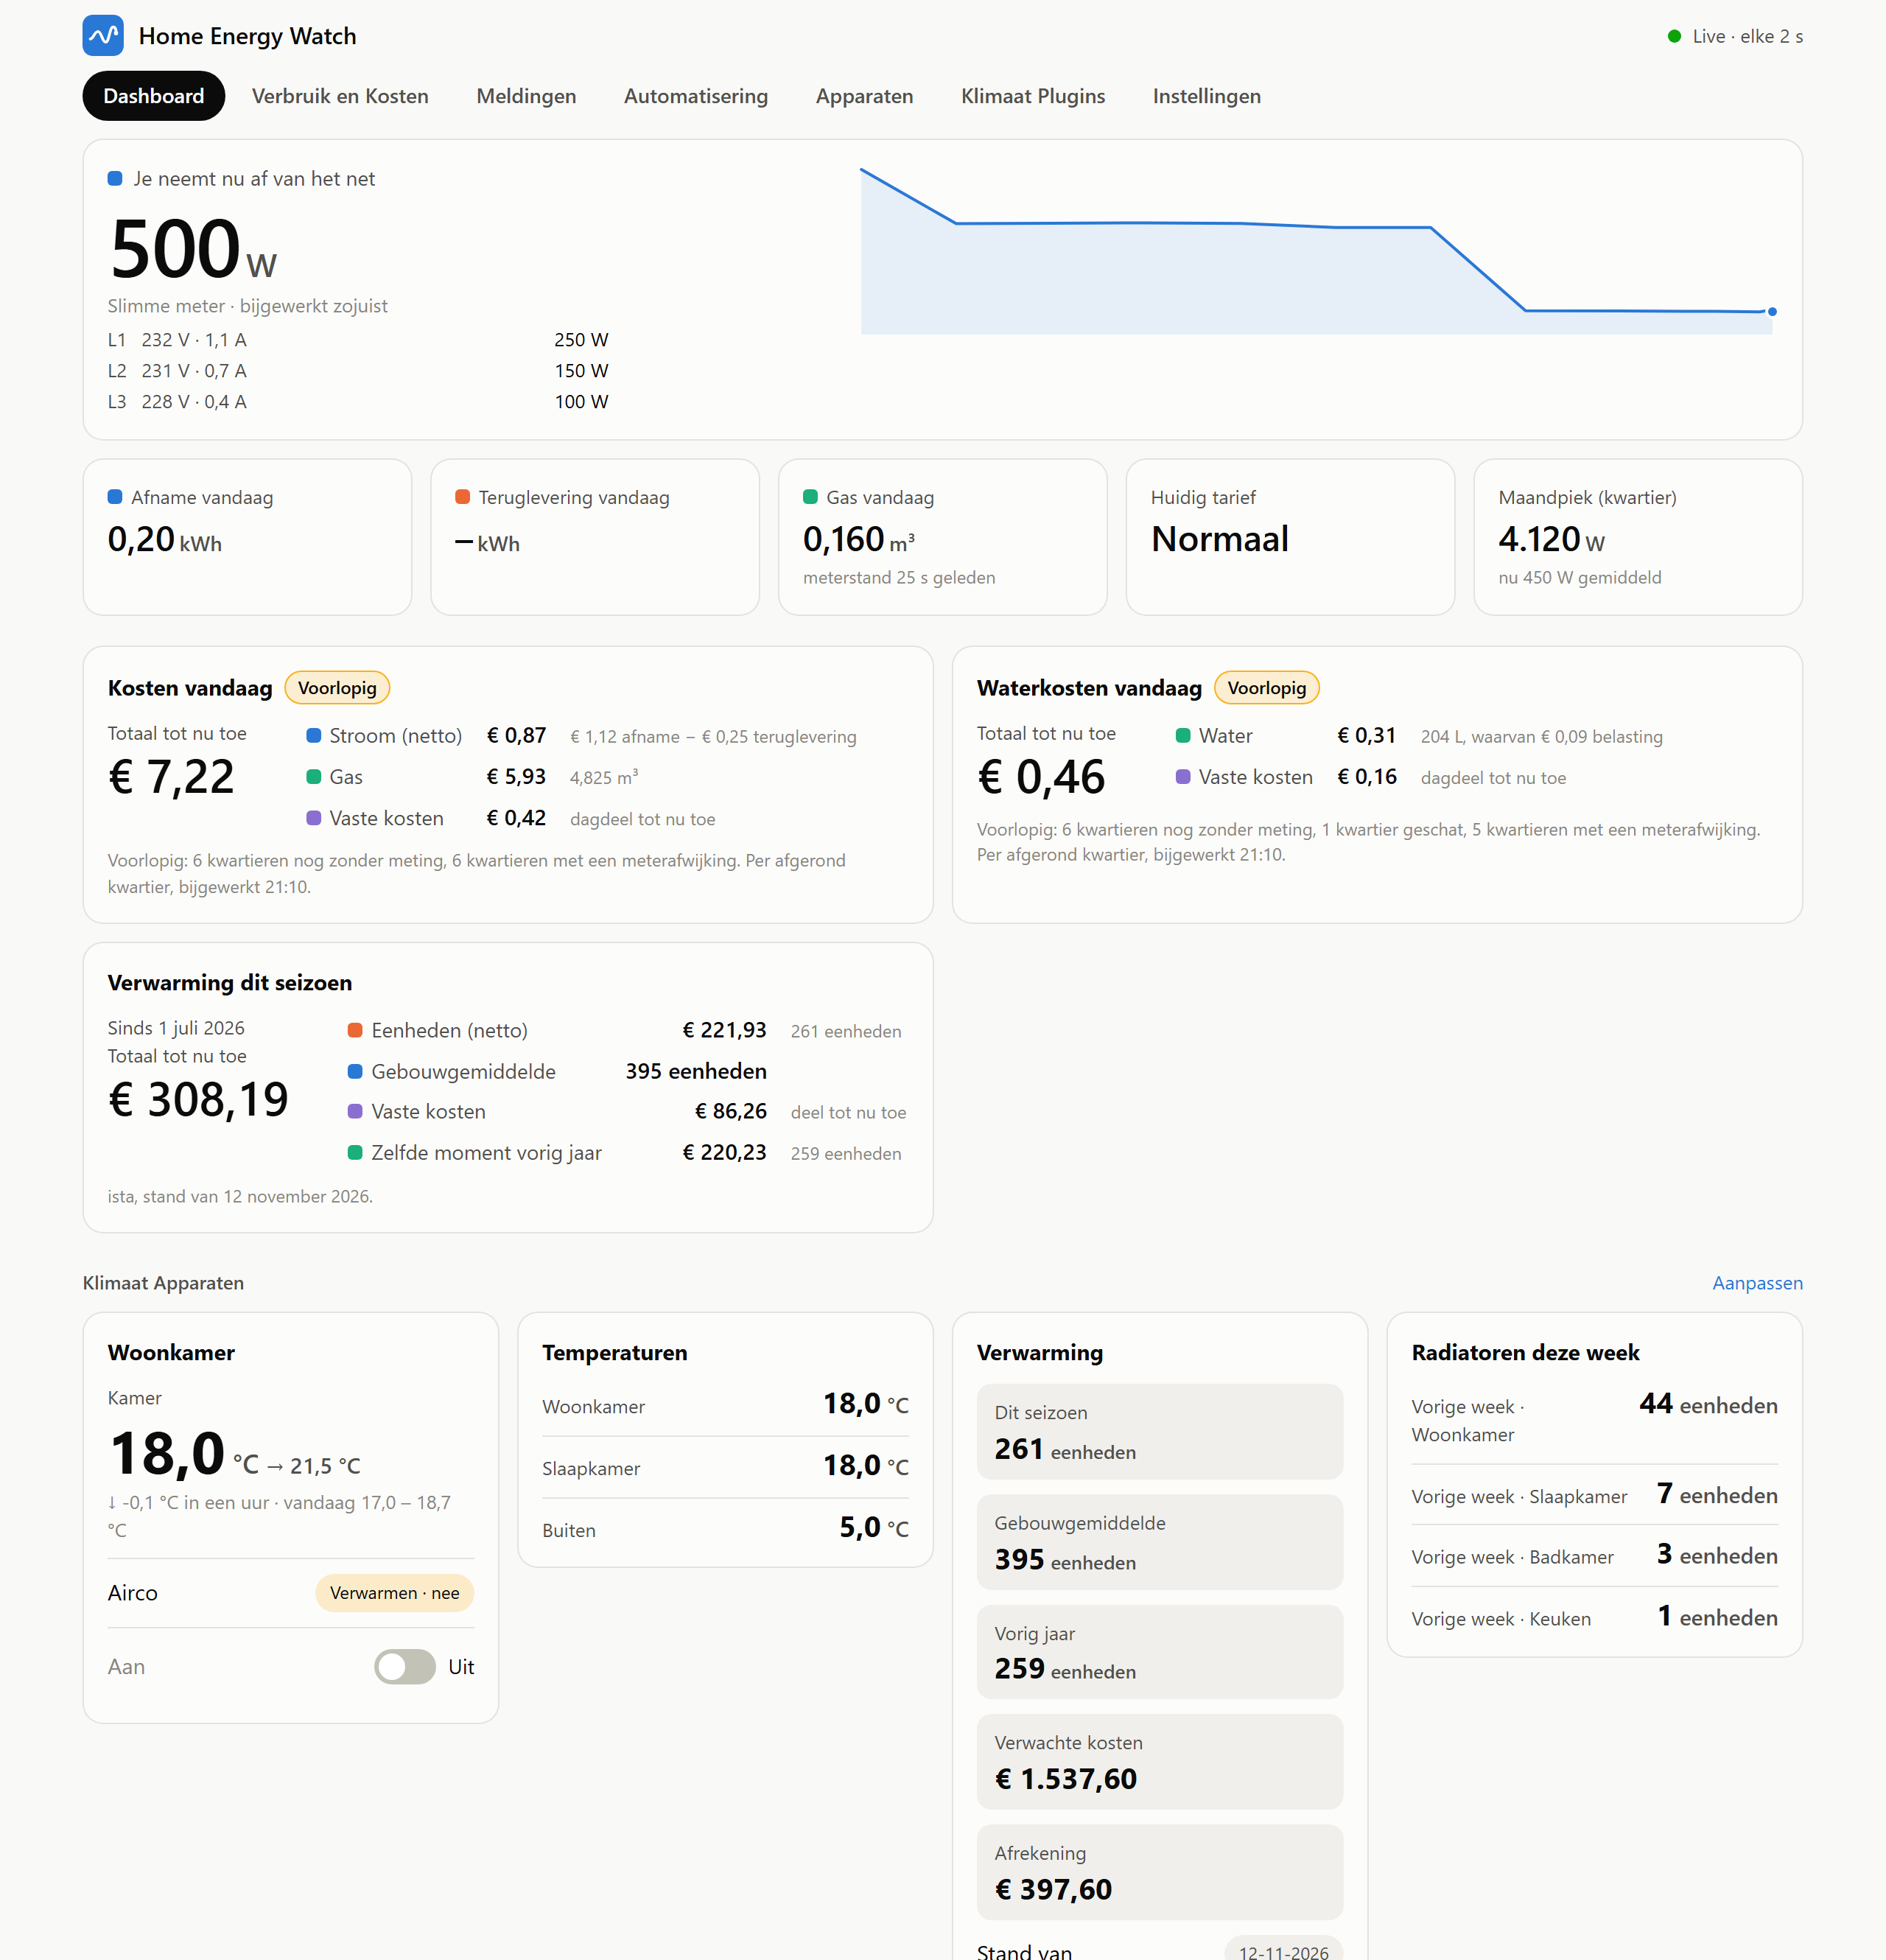 Home Energy Watch
Live · elke 2 s
Dashboard Verbruik en Kosten Meldingen Automatisering Apparaten Klimaat Plugins Instellingen
Je neemt nu af van het net
500 W
Slimme meter · bijgewerkt zojuist
L1 232 V · 1,1 A 250 W
L2 231 V · 0,7 A 150 W
L3 228 V · 0,4 A 100 W
Afname vandaag
0,20 kWh
Teruglevering vandaag
– kWh
Gas vandaag
0,160 m³
meterstand 25 s geleden
Huidig tarief
Normaal
Maandpiek (kwartier)
4.120 W
nu 450 W gemiddeld
Kosten vandaag Voorlopig
Totaal tot nu toe
€ 7,22
Stroom (netto) € 0,87 € 1,12 afname − € 0,25 teruglevering
Gas € 5,93 4,825 m³
Vaste kosten € 0,42 dagdeel tot nu toe
Voorlopig: 6 kwartieren nog zonder meting, 6 kwartieren met een meterafwijking. Per afgerond
kwartier, bijgewerkt 21:10.
Waterkosten vandaag Voorlopig
Totaal tot nu toe
€ 0,46
Water € 0,31 204 L, waarvan € 0,09 belasting
Vaste kosten € 0,16 dagdeel tot nu toe
Voorlopig: 6 kwartieren nog zonder meting, 1 kwartier geschat, 5 kwartieren met een meterafwijking.
Per afgerond kwartier, bijgewerkt 21:10.
Verwarming dit seizoen
Sinds 1 juli 2026
Totaal tot nu toe
€ 308,19
Eenheden (netto) € 221,93 261 eenheden
Gebouwgemiddelde 395 eenheden
Vaste kosten € 86,26 deel tot nu toe
Zelfde moment vorig jaar € 220,23 259 eenheden
ista, stand van 12 november 2026.
Klimaat Apparaten
Aanpassen
Woonkamer
Kamer
18,0 °C → 21,5 °C
↓ -0,1 °C in een uur · vandaag 17,0 – 18,7
°C
Airco Verwarmen · nee
Aan Uit
Temperaturen
Woonkamer 18,0 °C
Slaapkamer 18,0 °C
Buiten 5,0 °C
Verwarming
Dit seizoen
261 eenheden
Gebouwgemiddelde
395 eenheden
Vorig jaar
259 eenheden
Verwachte kosten
€ 1.537,60
Afrekening
€ 397,60
Stand van 12-11-2026
Radiatoren deze week
Vorige week · 44 eenheden
Woonkamer
Vorige week · Slaapkamer 7 eenheden
Vorige week · Badkamer 3 eenheden
Vorige week · Keuken 1 eenheden